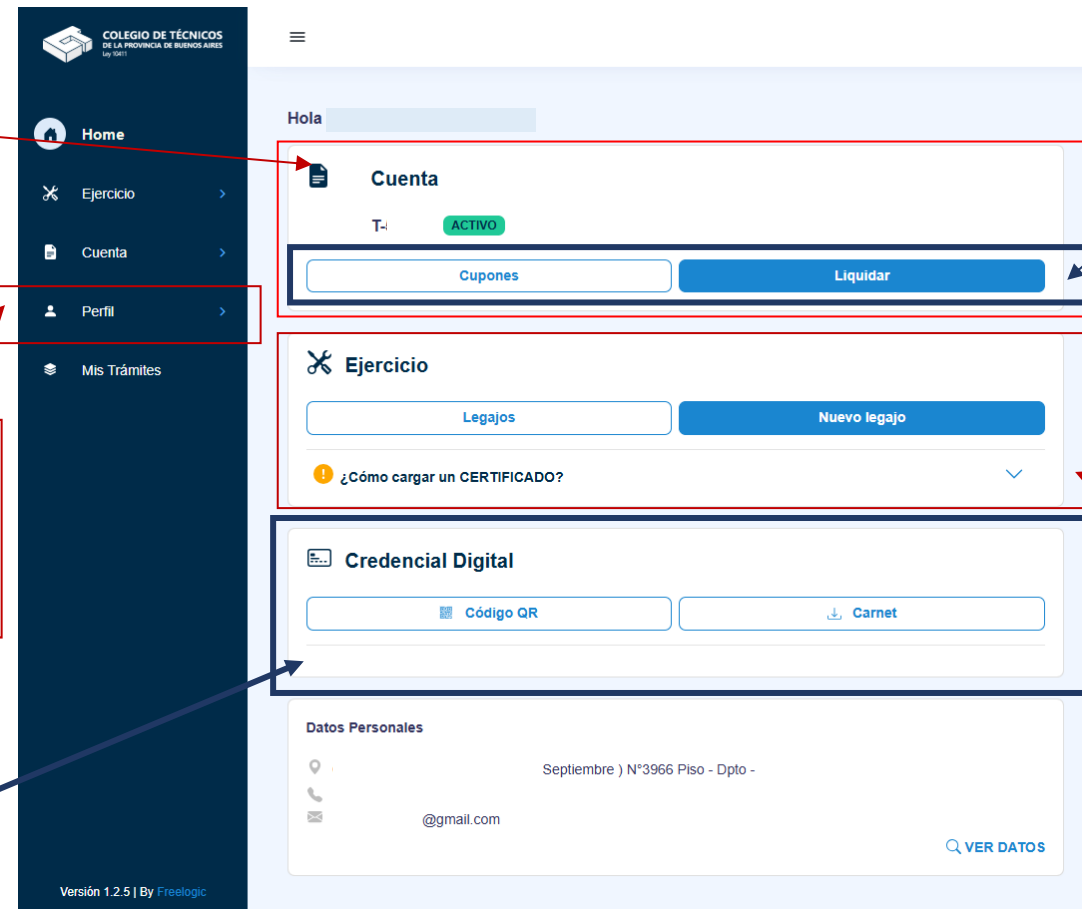 COLEGIO DE TÉCNICOS
DE LA PROVINCIA DE BUENOS AIRES
Ley 10411
Home
Ejercicio
Cuenta
Perfil
Mis Trámites
Versión 1.2.5 | By Freelogic
Hola
Cuenta
T-
ACTIVO
Cupones
Liquidar
Ejercicio
Legajos
Nuevo legajo
¿Cómo cargar un CERTIFICADO?
Credencial Digital
Código QR
Carnet
Datos Personales
Septiembre ) N°3966 Piso - Dpto -
@gmail.com
VER DATOS